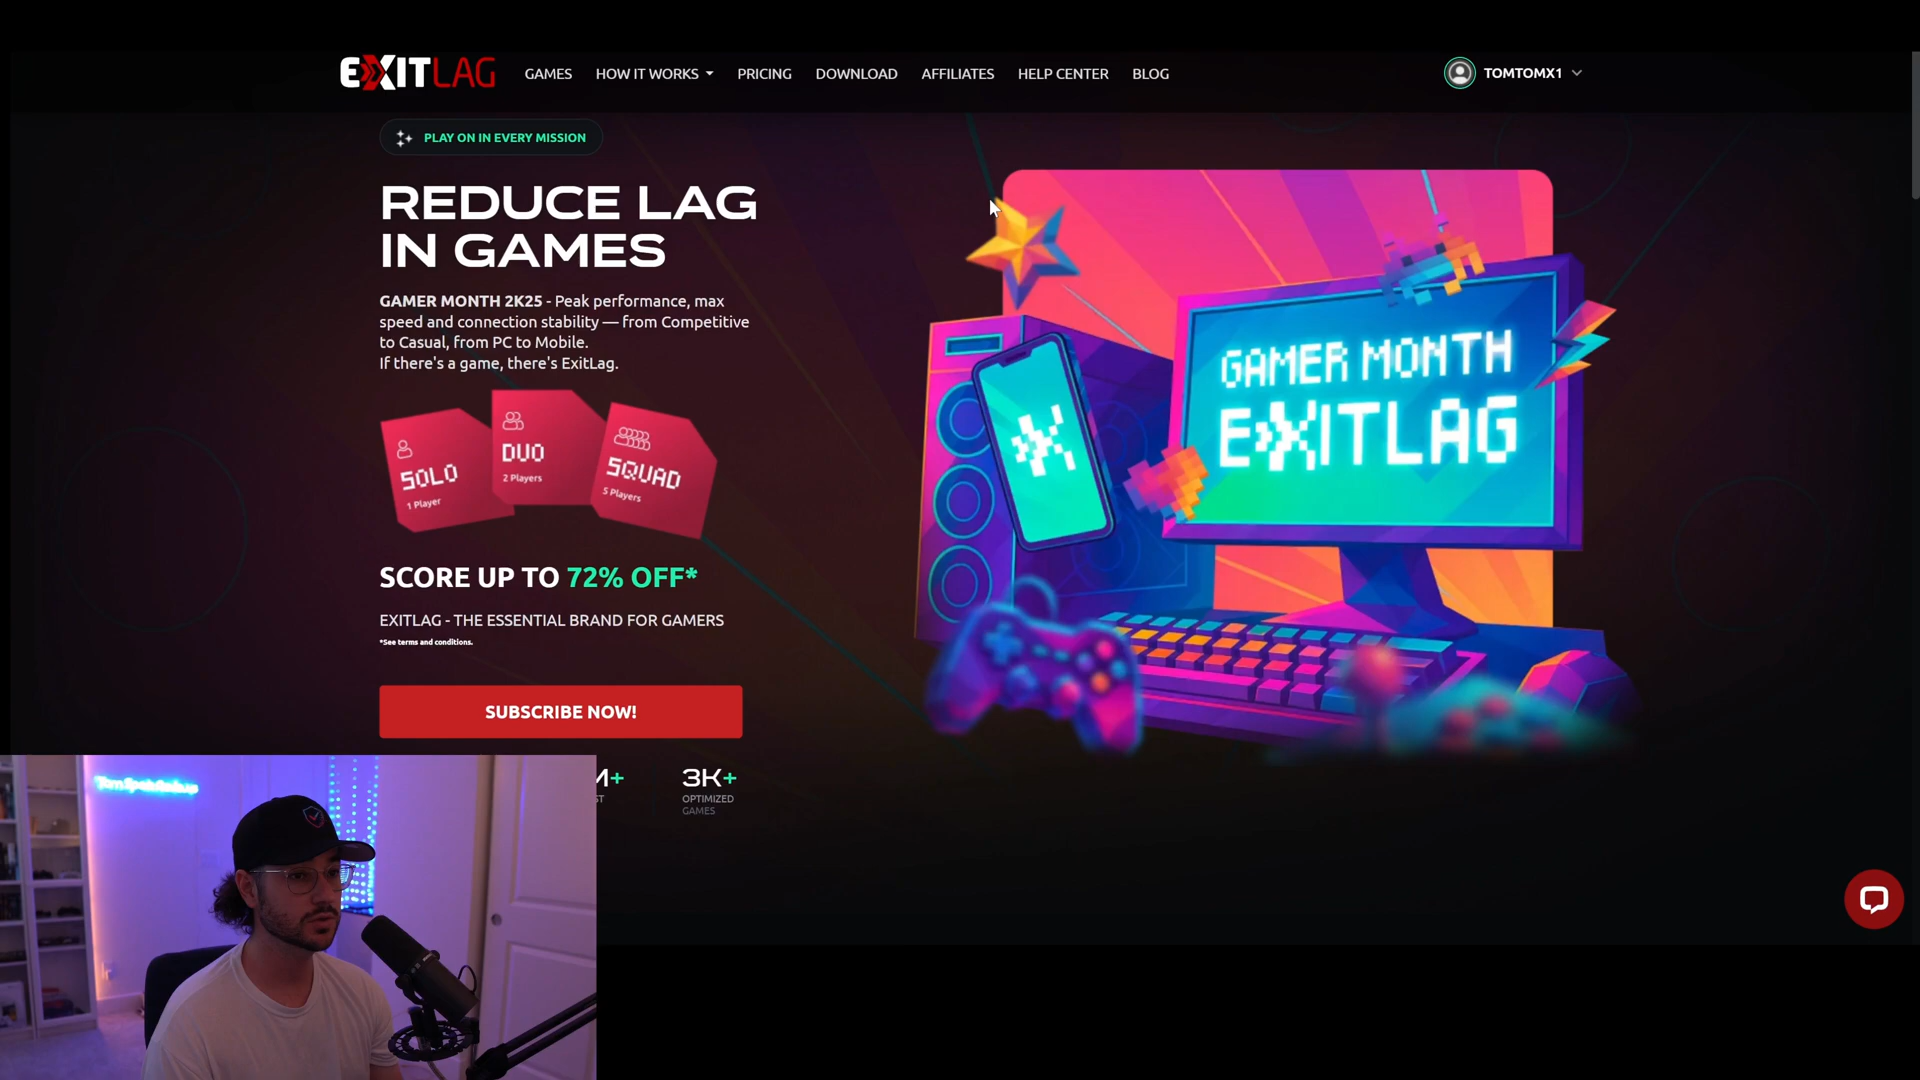 EXITLAG
GAMES
HOW IT WORKS
PRICING
DOWNLOAD
AFFILIATES
HELP CENTER
BLOG
TOMTOMX1
PLAY ON IN EVERY MISSION
REDUCE LAG
IN GAMES
GAMER MONTH 2K25 - Peak performance, max
speed and connection stability — from Competitive
to Casual, from PC to Mobile.
If there's a game, there's ExitLag.
SOLO
1 Player
DUO
2 Players
SQUAD
5 Players
GAMER MONTH
EXITLAG
SCORE UP TO 72% OFF*
EXITLAG - THE ESSENTIAL BRAND FOR GAMERS
*See terms and conditions.
SUBSCRIBE NOW!
3K+
OPTIMIZED
GAMES